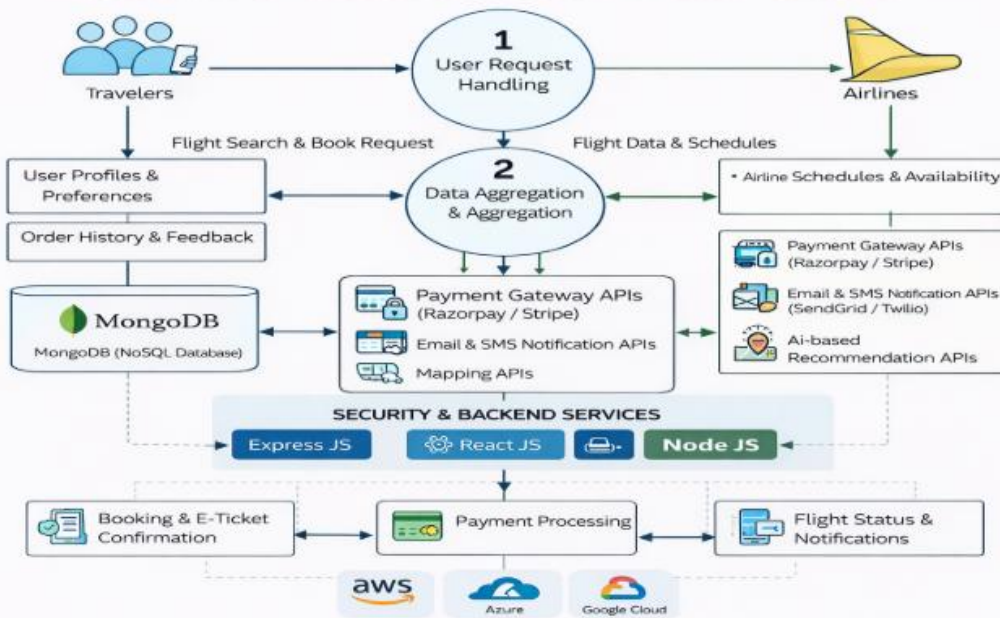 1
User Request
Handling
Travelers
Airlines
Flight Search & Book Request
Flight Data & Schedules
User Profiles &
Preferences
2
Data Aggregation
& Aggregation
• Airline Schedules & Availability
Order History & Feedback
MongoDB
MongoDB (NoSQL Database)
Payment Gateway APIs
(Razorpay / Stripe)
Email & SMS Notification APIs
Mapping APIs
Payment Gateway APIs
(Razorpay / Stripe)
Email & SMS Notification APIs
(SendGrid / Twilio)
Ai-based
Recommendation APIs
SECURITY & BACKEND SERVICES
Express JS
React JS
Node JS
Booking & E-Ticket
Confirmation
Payment Processing
Flight Status &
Notifications
aws
Azure
Google Cloud